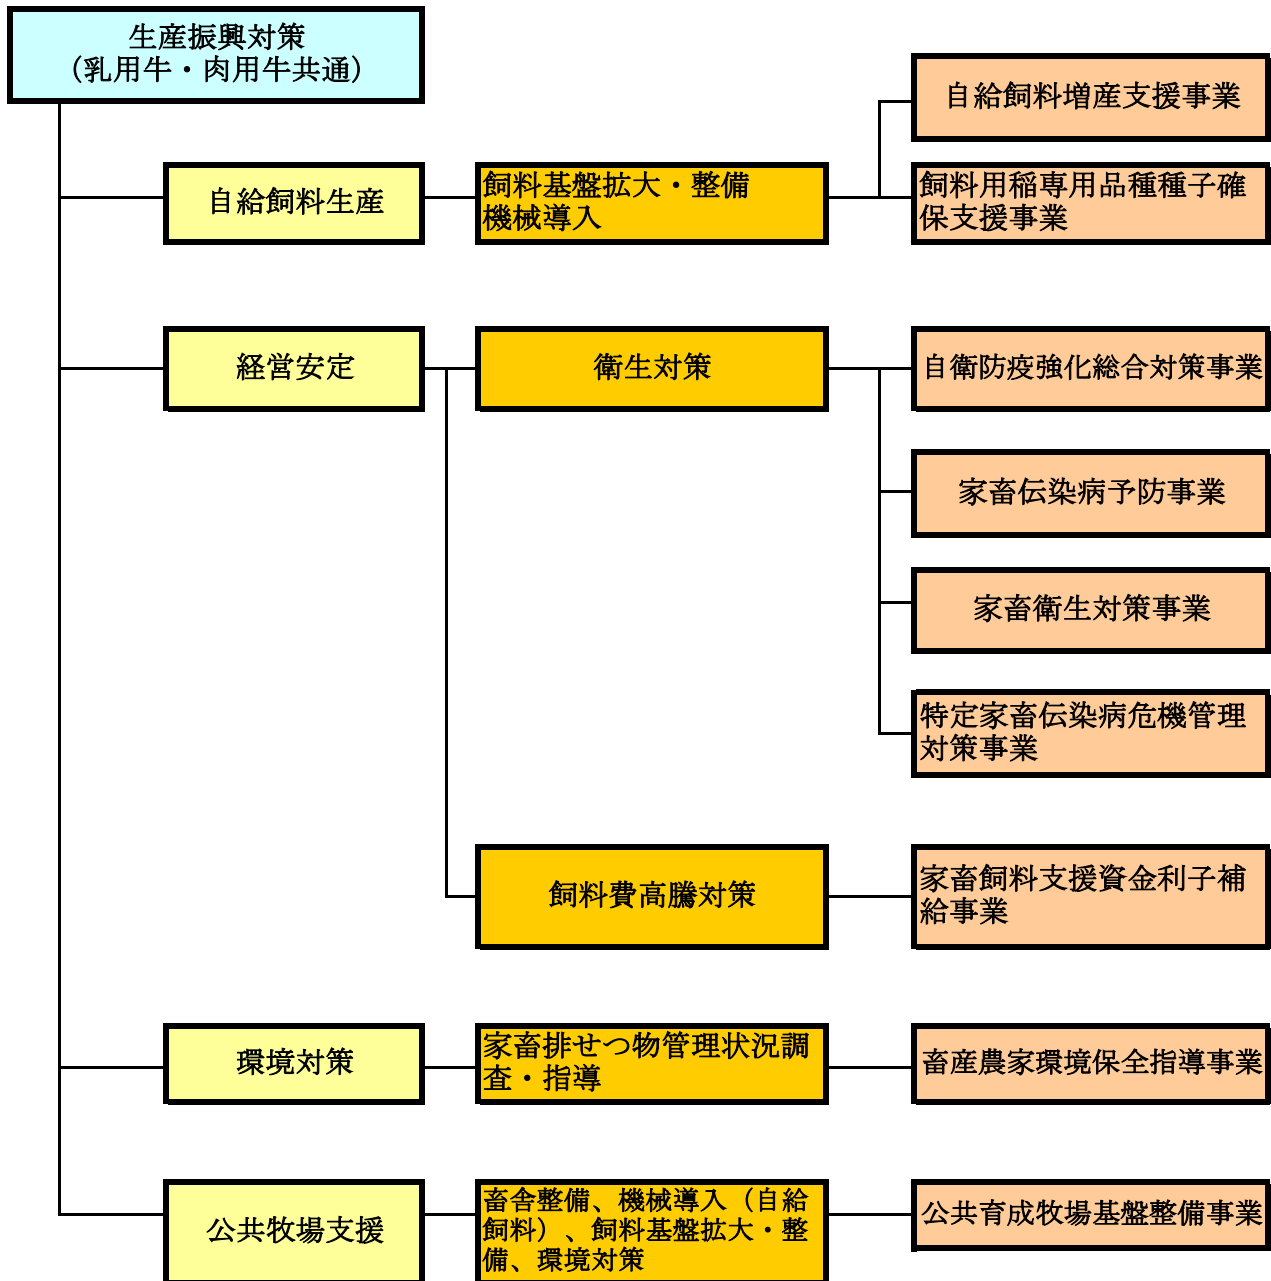 生産振興対策
（乳用牛・肉用牛共通）
自給飼料増産支援事業
自給飼料生産
飼料基盤拡大・整備
機械導入
飼料用稲専用品種種子確
保支援事業
経営安定
衛生対策
自衛防疫強化総合対策事業
家畜伝染病予防事業
家畜衛生対策事業
特定家畜伝染病危機管理
対策事業
飼料費高騰対策
家畜飼料支援資金利子補
給事業
環境対策
家畜排せつ物管理状況調
査・指導
畜産農家環境保全指導事業
公共牧場支援
畜舎整備、機械導入（自給
飼料）、飼料基盤拡大・整
備、環境対策
公共育成牧場基盤整備事業